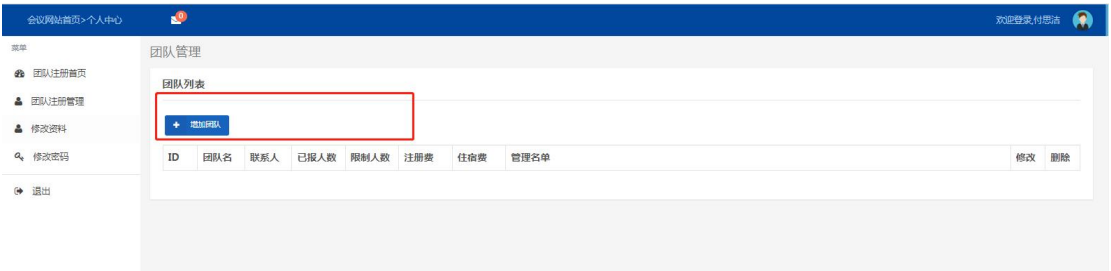 会议网站首页>个人中心
0
欢迎登录,付思洁
菜单
团队注册首页
团队注册管理
修改资料
修改密码
退出
团队管理
团队列表
+ 增加团队
ID 团队名 联系人 已报人数 限制人数 注册费 住宿费 管理名单 修改 删除